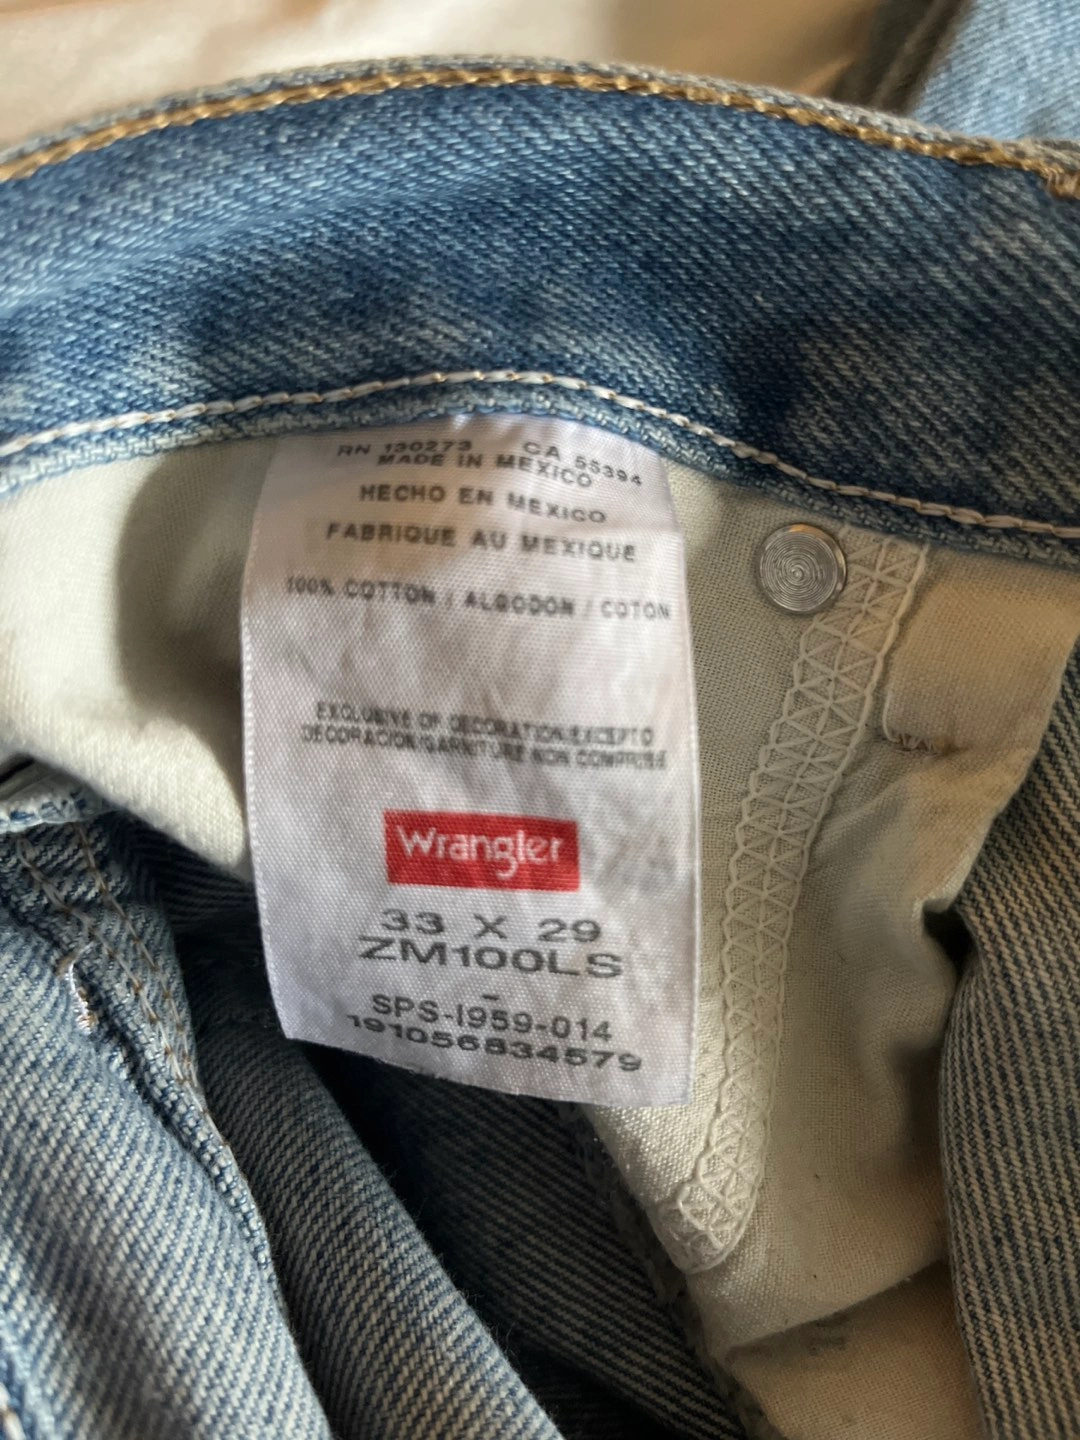 RN 130273 CA 55394
MADE IN MEXICO
HECHO EN MEXICO
FABRIQUE AU MEXIQUE
100% COTTON / ALGODON / COTON
EXCLUSIVE OF DECORATION/EXCEPTO
DECORACION/GARNITURE NON COMPRISE
Wrangler
33 X 29
ZM100LS
-
SPS-1959-014
191056834579